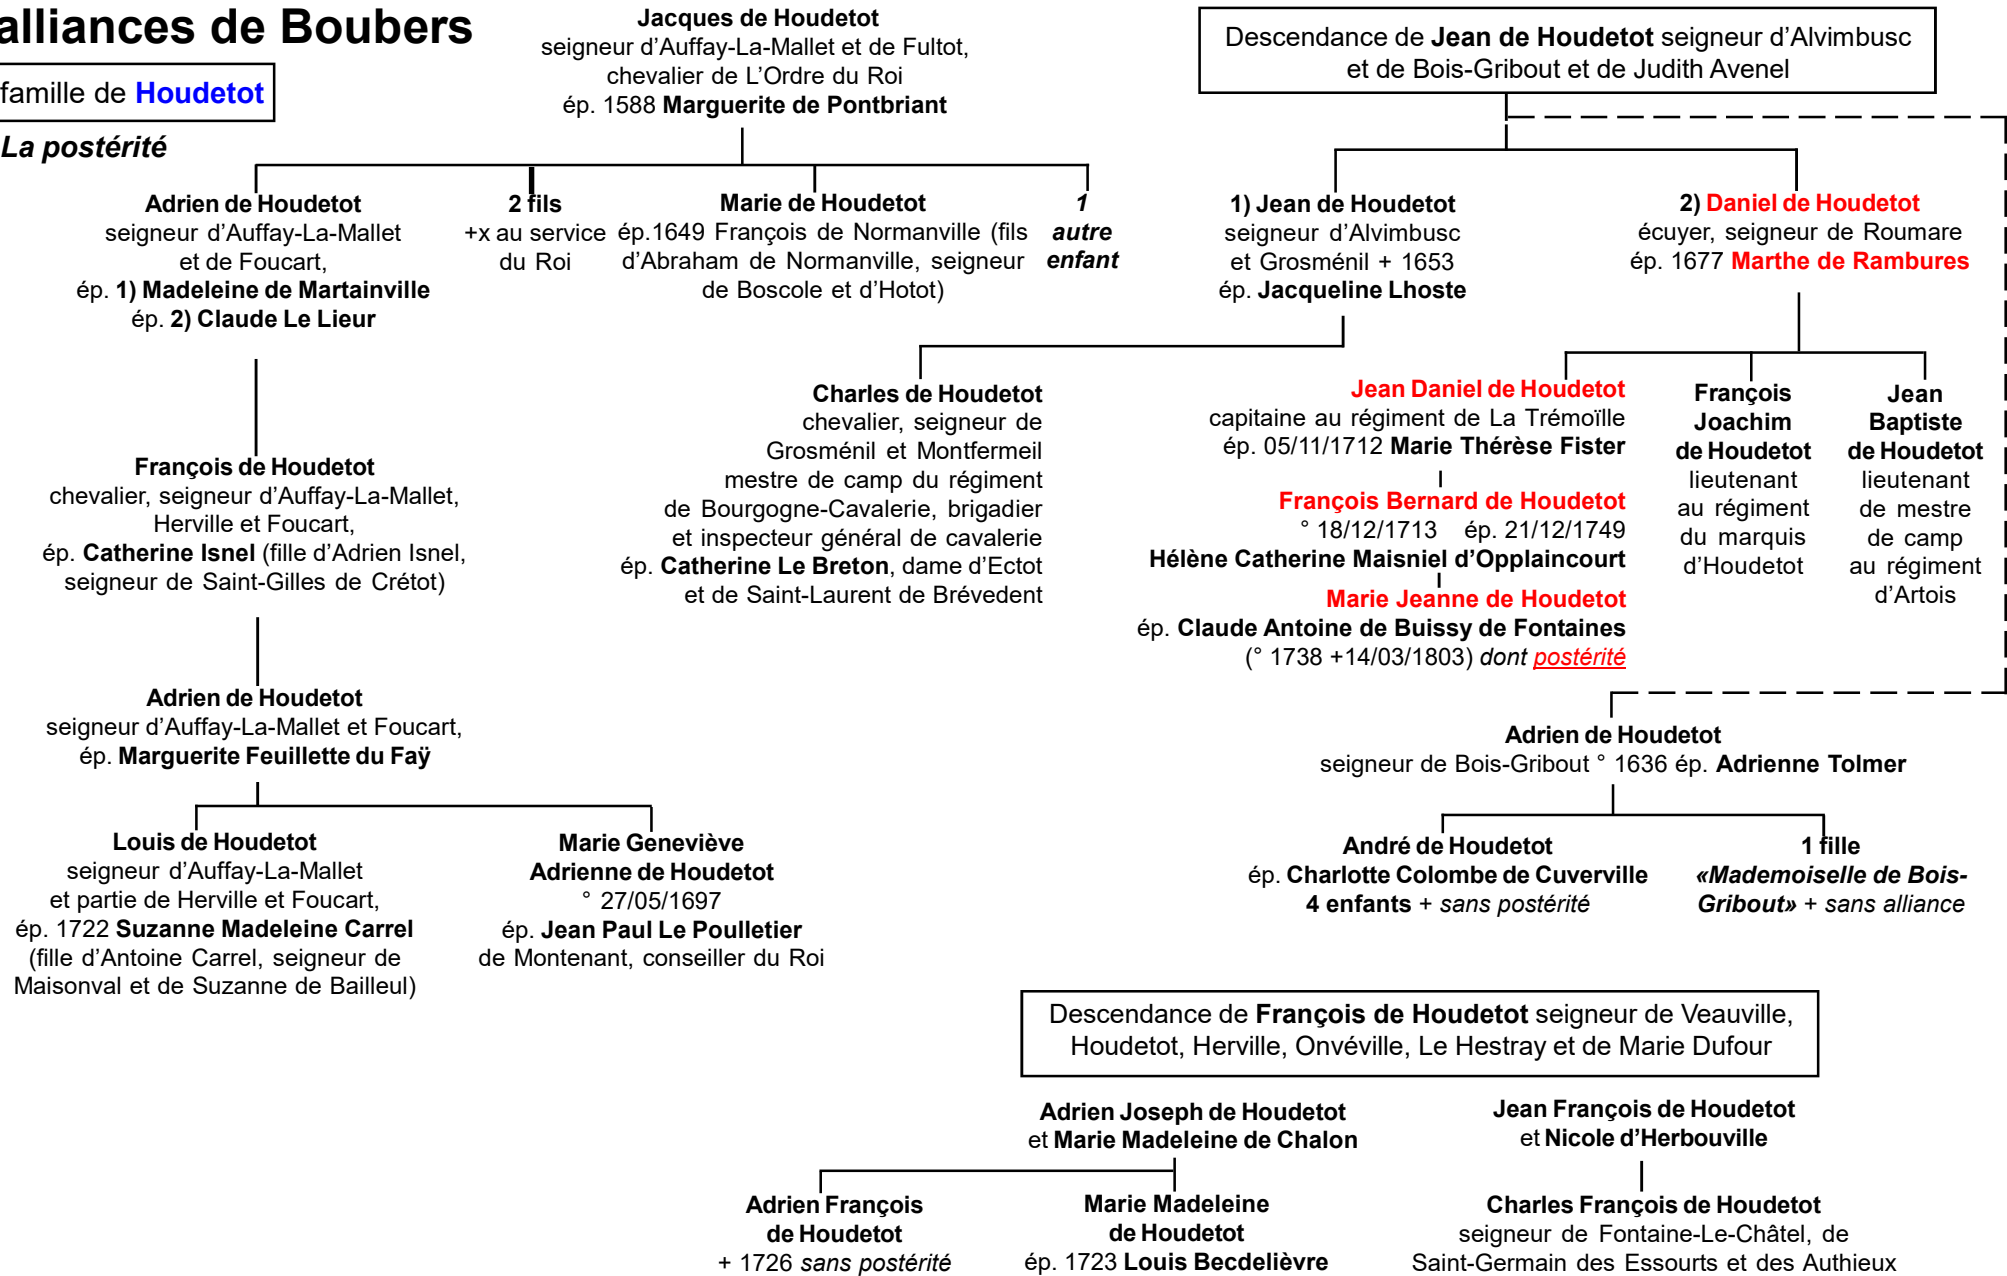 alliances de Boubers
famille de Houdetot
La postérité
Jacques de Houdetot
seigneur d’Auffay-La-Mallet et de Fultot,
chevalier de L’Ordre du Roi
ép. 1588 Marguerite de Pontbriant
Adrien de Houdetot
seigneur d’Auffay-La-Mallet
et de Foucart,
ép. 1) Madeleine de Martainville
ép. 2) Claude Le Lieur
2 fils
+x au service
du Roi
Marie de Houdetot
ép.1649 François de Normanville (fils
d’Abraham de Normanville, seigneur
de Boscole et d’Hotot)
1
autre
enfant
François de Houdetot
chevalier, seigneur d’Auffay-La-Mallet,
Herville et Foucart,
ép. Catherine Isnel (fille d’Adrien Isnel,
seigneur de Saint-Gilles de Crétot)
Adrien de Houdetot
seigneur d’Auffay-La-Mallet et Foucart,
ép. Marguerite Feuillette du Faÿ
Louis de Houdetot
seigneur d’Auffay-La-Mallet
et partie de Herville et Foucart,
ép. 1722 Suzanne Madeleine Carrel
(fille d’Antoine Carrel, seigneur de
Maisonval et de Suzanne de Bailleul)
Marie Geneviève
Adrienne de Houdetot
° 27/05/1697
ép. Jean Paul Le Poulletier
de Montenant, conseiller du Roi
Descendance de Jean de Houdetot seigneur d’Alvimbusc
et de Bois-Gribout et de Judith Avenel
1) Jean de Houdetot
seigneur d’Alvimbusc
et Grosménil + 1653
ép. Jacqueline Lhoste
2) Daniel de Houdetot
écuyer, seigneur de Roumare
ép. 1677 Marthe de Rambures
Charles de Houdetot
chevalier, seigneur de
Grosménil et Montfermeil
mestre de camp du régiment
de Bourgogne-Cavalerie, brigadier
et inspecteur général de cavalerie
ép. Catherine Le Breton, dame d’Ectot
et de Saint-Laurent de Brévedent
Jean Daniel de Houdetot
capitaine au régiment de La Trémoïlle
ép. 05/11/1712 Marie Thérèse Fister
François Bernard de Houdetot
° 18/12/1713 ép. 21/12/1749
Hélène Catherine Maisniel d’Opplaincourt
Marie Jeanne de Houdetot
ép. Claude Antoine de Buissy de Fontaines
(° 1738 +14/03/1803) dont postérité
François
Joachim
de Houdetot
lieutenant
au régiment
du marquis
d’Houdetot
Jean
Baptiste
de Houdetot
lieutenant
de mestre
de camp
au régiment
d’Artois
Adrien de Houdetot
seigneur de Bois-Gribout ° 1636 ép. Adrienne Tolmer
André de Houdetot
ép. Charlotte Colombe de Cuverville
4 enfants + sans postérité
1 fille
«Mademoiselle de Bois-
Gribout» + sans alliance
Descendance de François de Houdetot seigneur de Veauville,
Houdetot, Herville, Onvéville, Le Hestray et de Marie Dufour
Adrien Joseph de Houdetot
et Marie Madeleine de Chalon
Adrien François
de Houdetot
+ 1726 sans postérité
Marie Madeleine
de Houdetot
ép. 1723 Louis Becdelièvre
Jean François de Houdetot
et Nicole d’Herbouville
Charles François de Houdetot
seigneur de Fontaine-Le-Châtel, de
Saint-Germain des Essourts et des Authieux